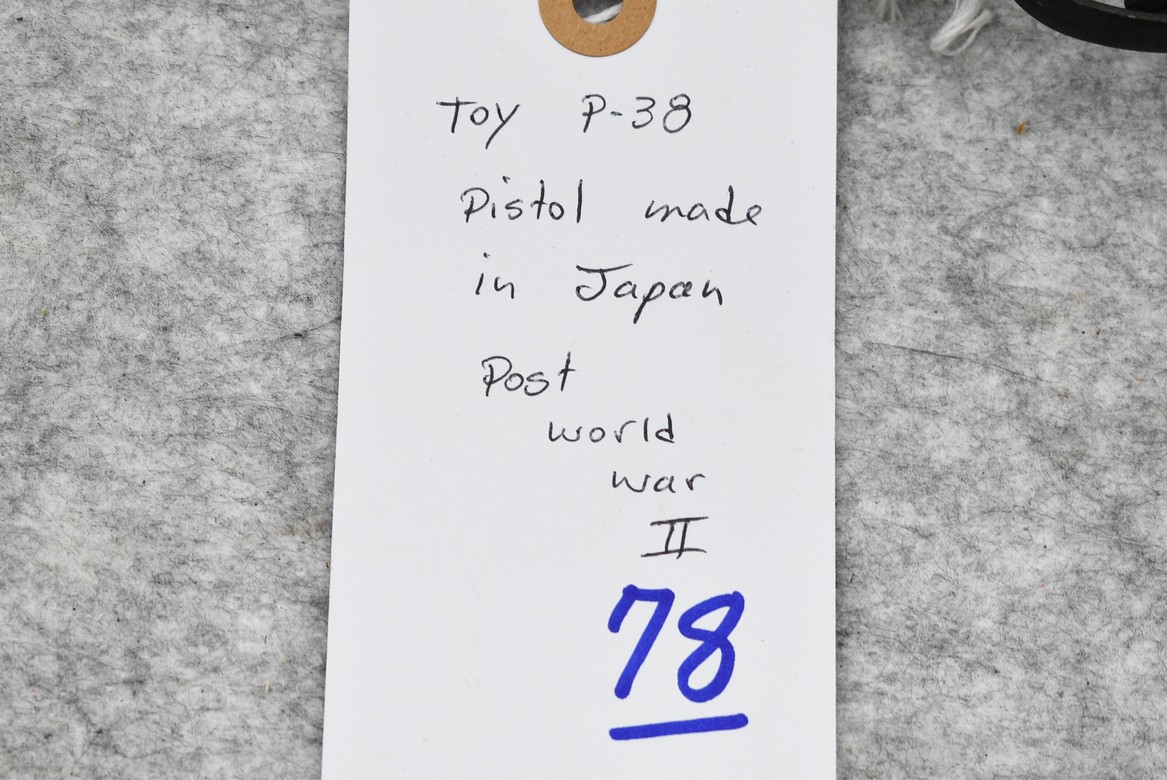 Toy P-38
Pistol made
in Japan
Post
world
war
II
78